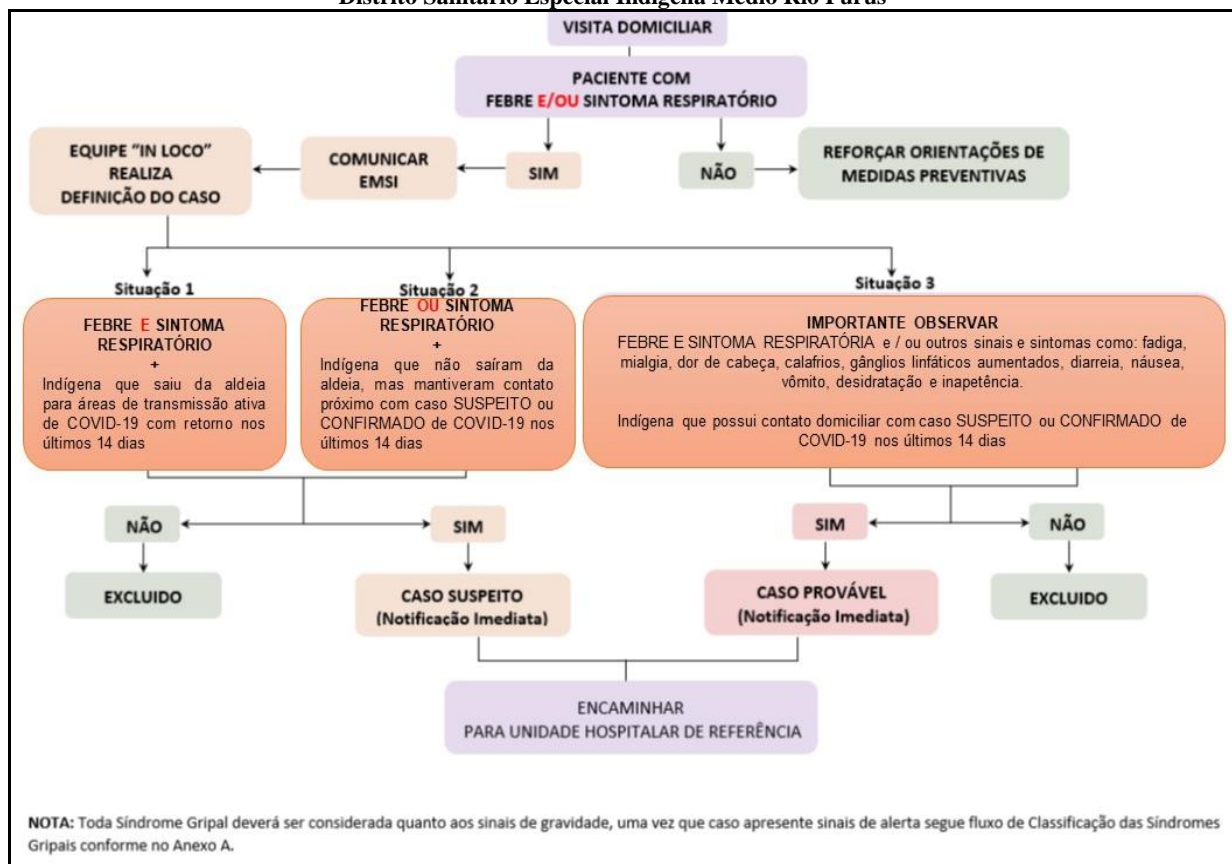 Distrito Sanitário Especial Indígena Médio Rio Purus
VISITA DOMICILIAR
PACIENTE COM
FEBRE E/OU SINTOMA RESPIRATÓRIO
EQUIPE “IN LOCO”
REALIZA
DEFINIÇÃO DO CASO
COMUNICAR
EMSI
SIM
NÃO
REFORÇAR ORIENTAÇÕES DE
MEDIDAS PREVENTIVAS
Situação 1
FEBRE E SINTOMA
RESPIRATÓRIO
+
Indígena que saiu da aldeia
para áreas de transmissão ativa
de COVID-19 com retorno nos
últimos 14 dias
Situação 2
FEBRE OU SINTOMA
RESPIRATÓRIO
+
Indígena que não saíram da
aldeia, mas mantiveram contato
próximo com caso SUSPEITO ou
CONFIRMADO de COVID-19 nos
últimos 14 dias
Situação 3
IMPORTANTE OBSERVAR
FEBRE E SINTOMA RESPIRATÓRIA e / ou outros sinais e sintomas como: fadiga,
mialgia, dor de cabeça, calafrios, gânglios linfáticos aumentados, diarreia, náusea,
vômito, desidratação e inapetência.
Indígena que possui contato domiciliar com caso SUSPEITO ou CONFIRMADO de
COVID-19 nos últimos 14 dias
NÃO
SIM
SIM
NÃO
EXCLUIDO
CASO SUSPEITO
(Notificação Imediata)
CASO PROVÁVEL
(Notificação Imediata)
EXCLUIDO
ENCAMINHAR
PARA UNIDADE HOSPITALAR DE REFERÊNCIA
NOTA: Toda Síndrome Gripal deverá ser considerada quanto aos sinais de gravidade, uma vez que caso apresente sinais de alerta segue fluxo de Classificação das Síndromes
Gripais conforme no Anexo A.